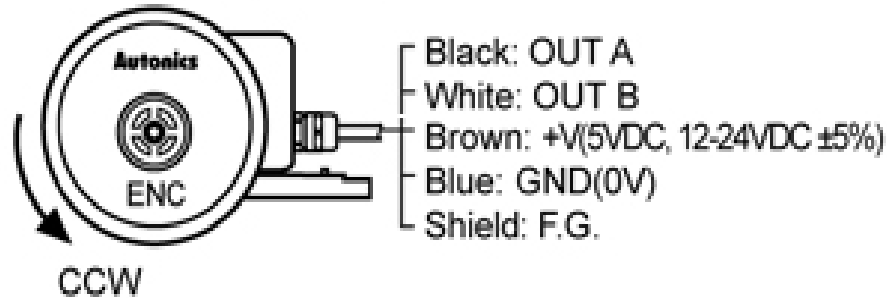 Autonics
ENC
CCW
Black: OUT A
White: OUT B
Brown: +V(5VDC, 12-24VDC ±5%)
Blue: GND(0V)
Shield: F.G.